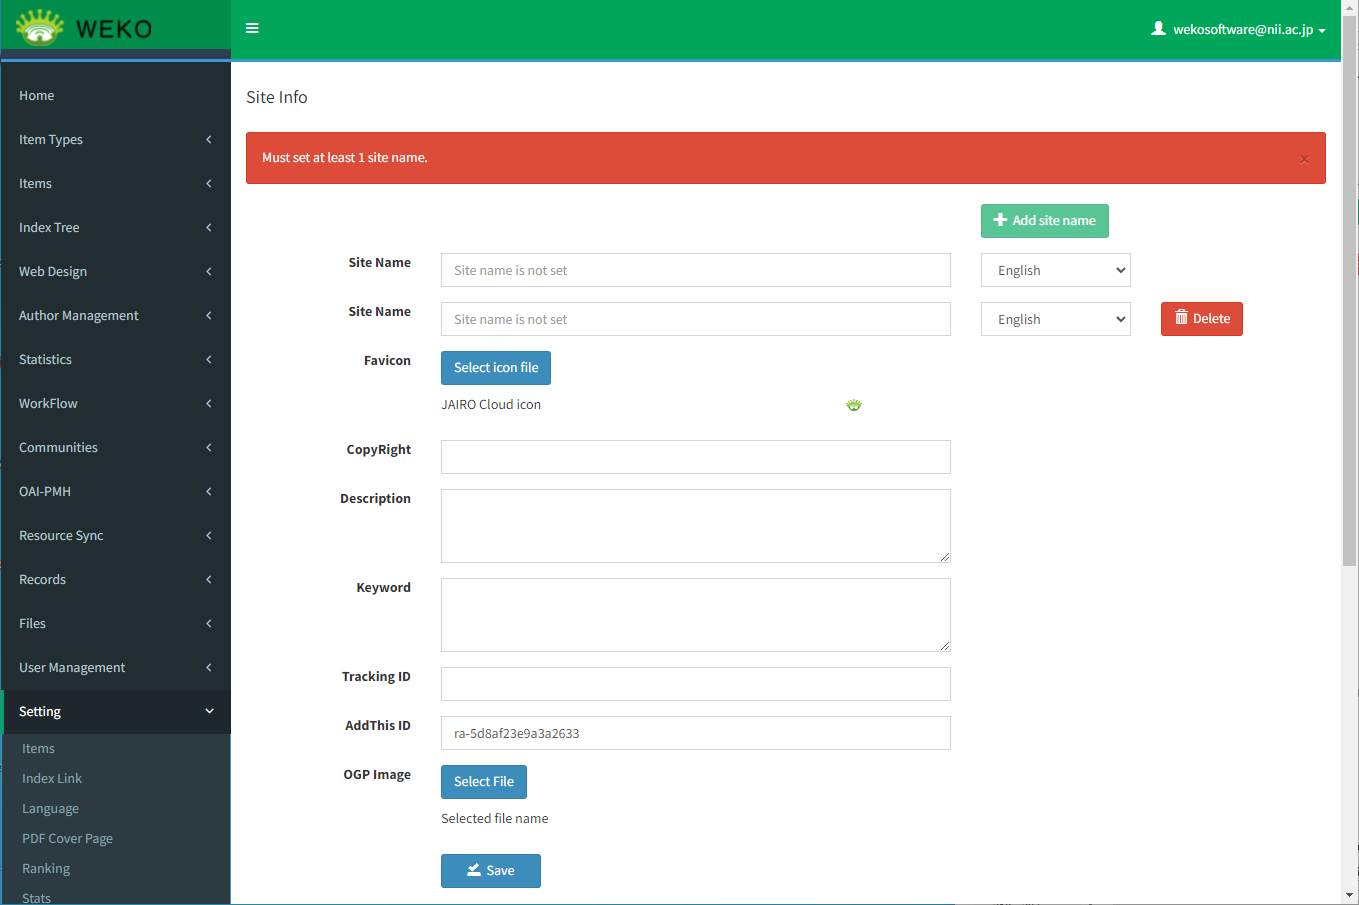 WEKO
wekosoftware@nii.ac.jp
Home
Item Types
Items
Index Tree
Web Design
Author Management
Statistics
WorkFlow
Communities
OAI-PMH
Resource Sync
Records
Files
User Management
Setting
Items
Index Link
Language
PDF Cover Page
Ranking
Stats
Site Info
Must set at least 1 site name.
×
Add site name
Site Name
Site name is not set
English
Site Name
Site name is not set
English
Delete
Favicon
Select icon file
JAIRO Cloud icon
CopyRight
Description
Keyword
Tracking ID
AddThis ID
ra-5d8af23e9a3a2633
OGP Image
Select File
Selected file name
Save